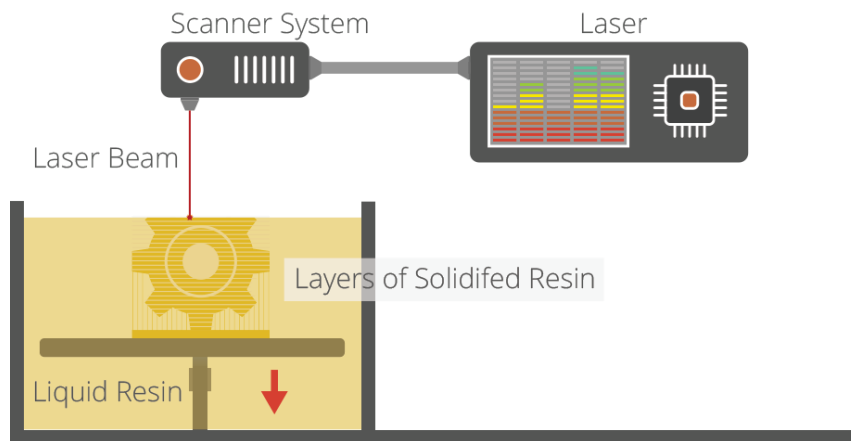 Scanner System
Laser
Laser Beam
Layers of Solidifed Resin
Liquid Resin